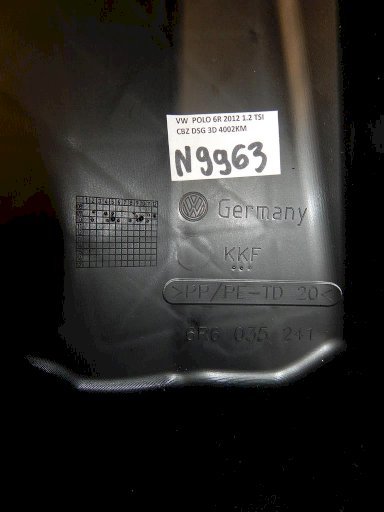 VW POLO 6R 2012 1.2 TSI
CBZ DSG 3D 4002KM
N9963
Germany
KKF
>PP/PE-TD 20<
6R6 035 241